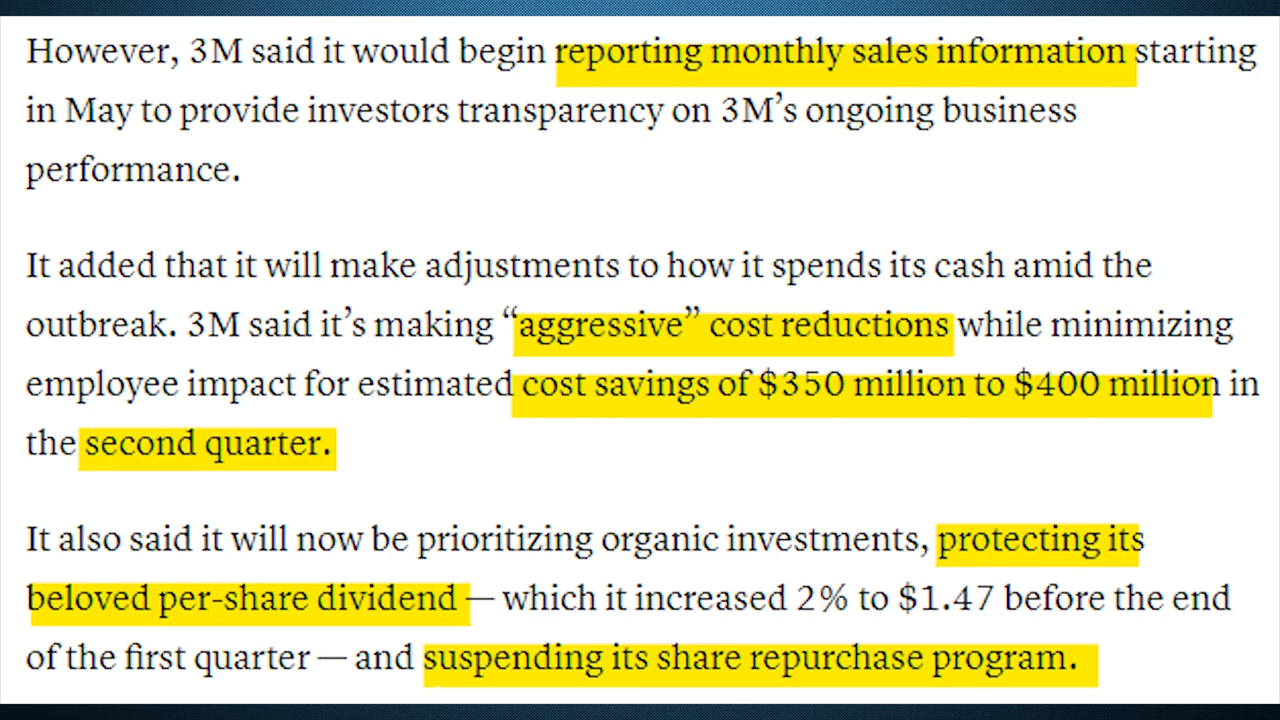 However, 3M said it would begin reporting monthly sales information starting
in May to provide investors transparency on 3M’s ongoing business
performance.
It added that it will make adjustments to how it spends its cash amid the
outbreak. 3M said it’s making “aggressive” cost reductions while minimizing
employee impact for estimated cost savings of $350 million to $400 million in
the second quarter.
It also said it will now be prioritizing organic investments, protecting its
beloved per-share dividend — which it increased 2% to $1.47 before the end
of the first quarter — and suspending its share repurchase program.